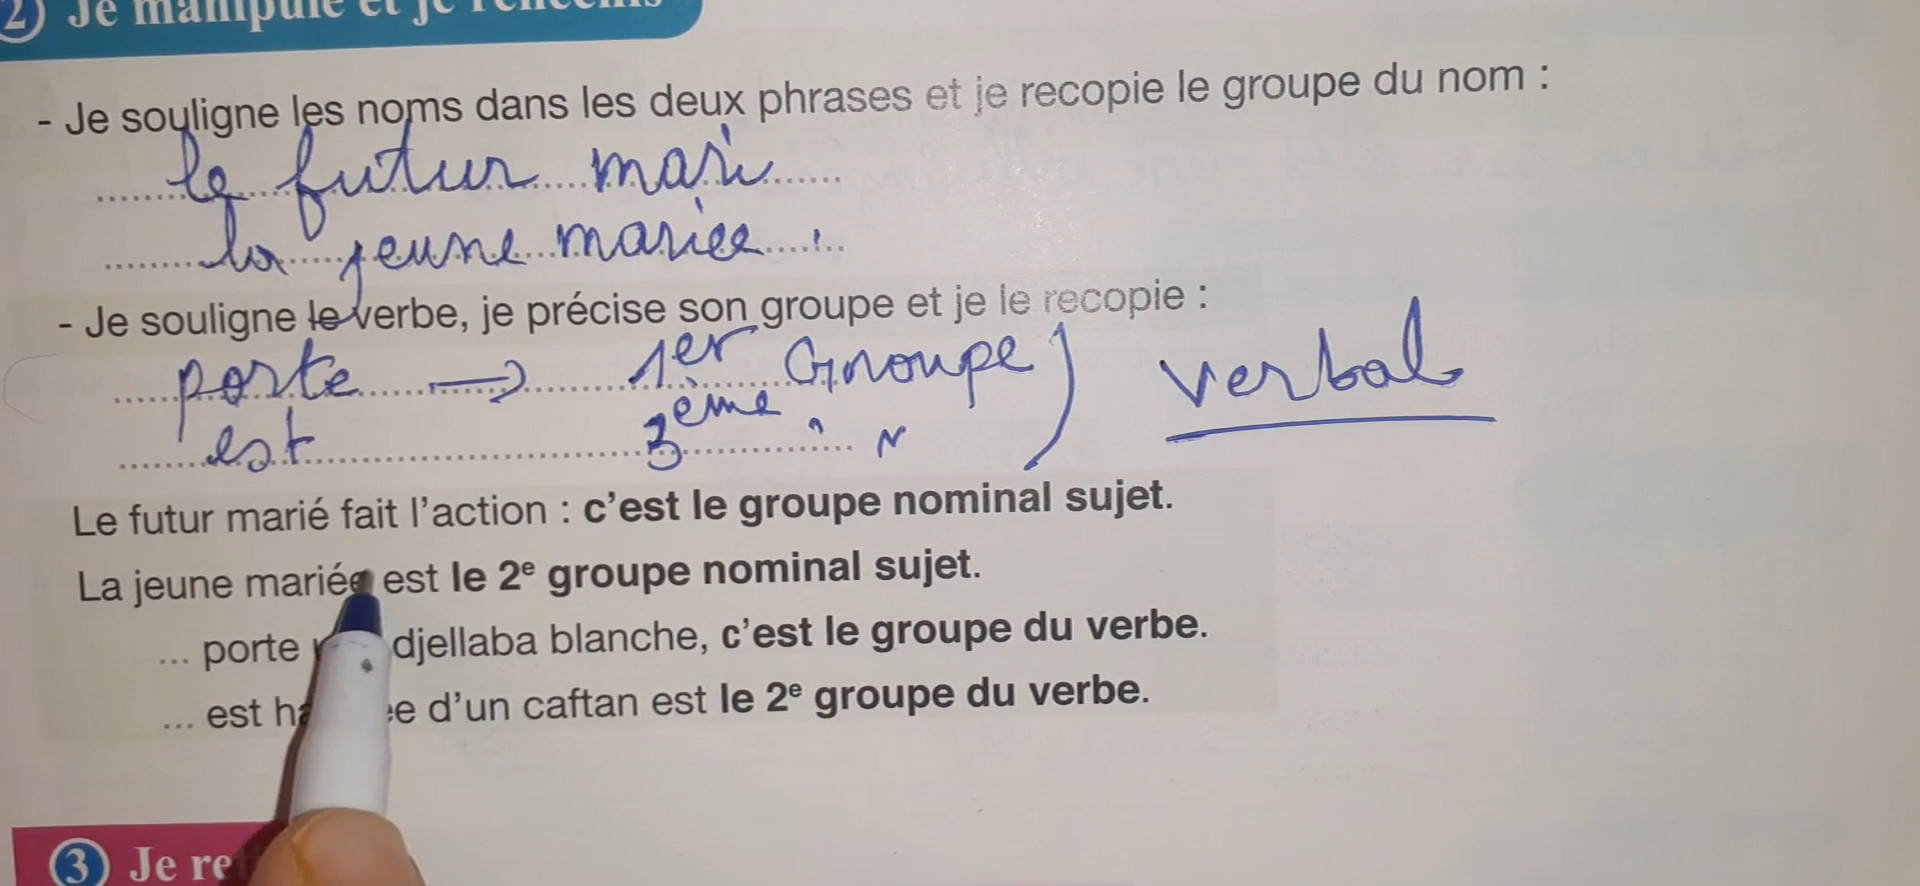 2 Je manipule et je réfléchis
- Je souligne les noms dans les deux phrases et je recopie le groupe du nom :
le futur mari
la jeune mariée
- Je souligne le verbe, je précise son groupe et je le recopie :
porte → 1er Groupe ) verbal
est 3ème "
Le futur marié fait l'action : c'est le groupe nominal sujet.
La jeune mariée est le 2e groupe nominal sujet.
... porte djellaba blanche, c'est le groupe du verbe.
... est d'un caftan est le 2e groupe du verbe.
3 Je